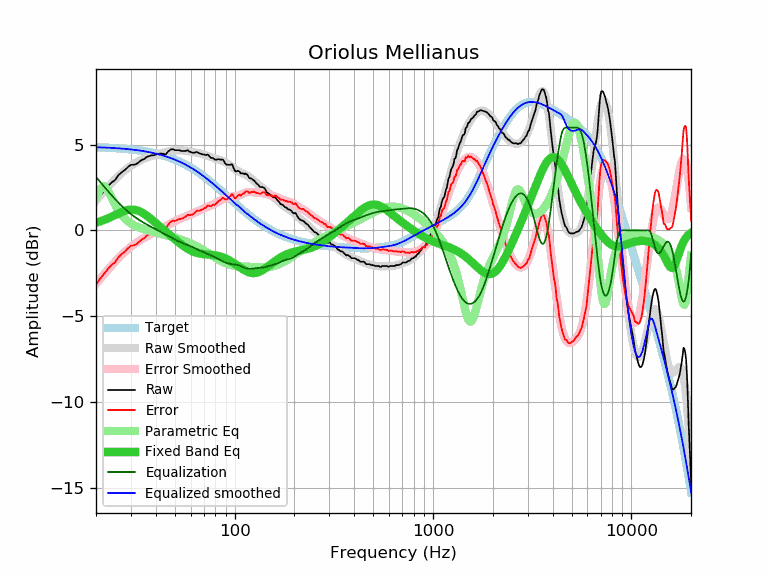 Oriolus Mellianus
Amplitude (dBr)
5
0
−5
−10
−15
Target
Raw Smoothed
Error Smoothed
Raw
Error
Parametric Eq
Fixed Band Eq
Equalization
Equalized smoothed
100
1000
10000
Frequency (Hz)